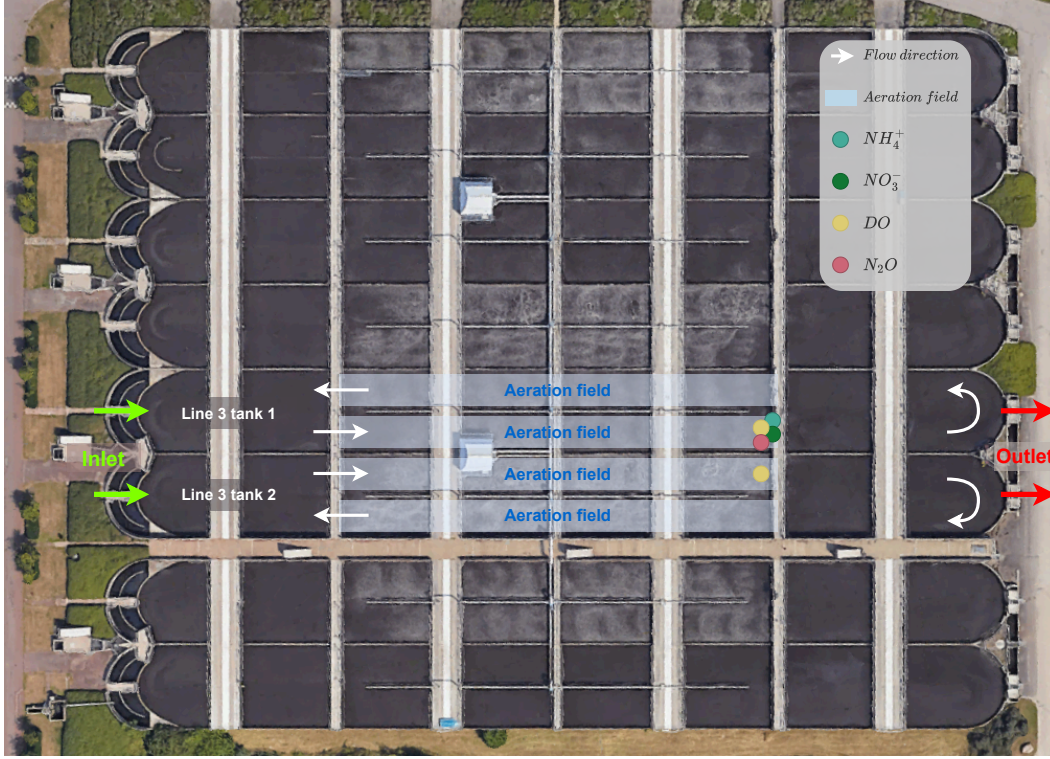 Flow direction
Aeration field
NH₄⁺
NO₃⁻
DO
N₂O
Aeration field
Line 3 tank 1
Aeration field
Inlet
Outlet
Aeration field
Line 3 tank 2
Aeration field